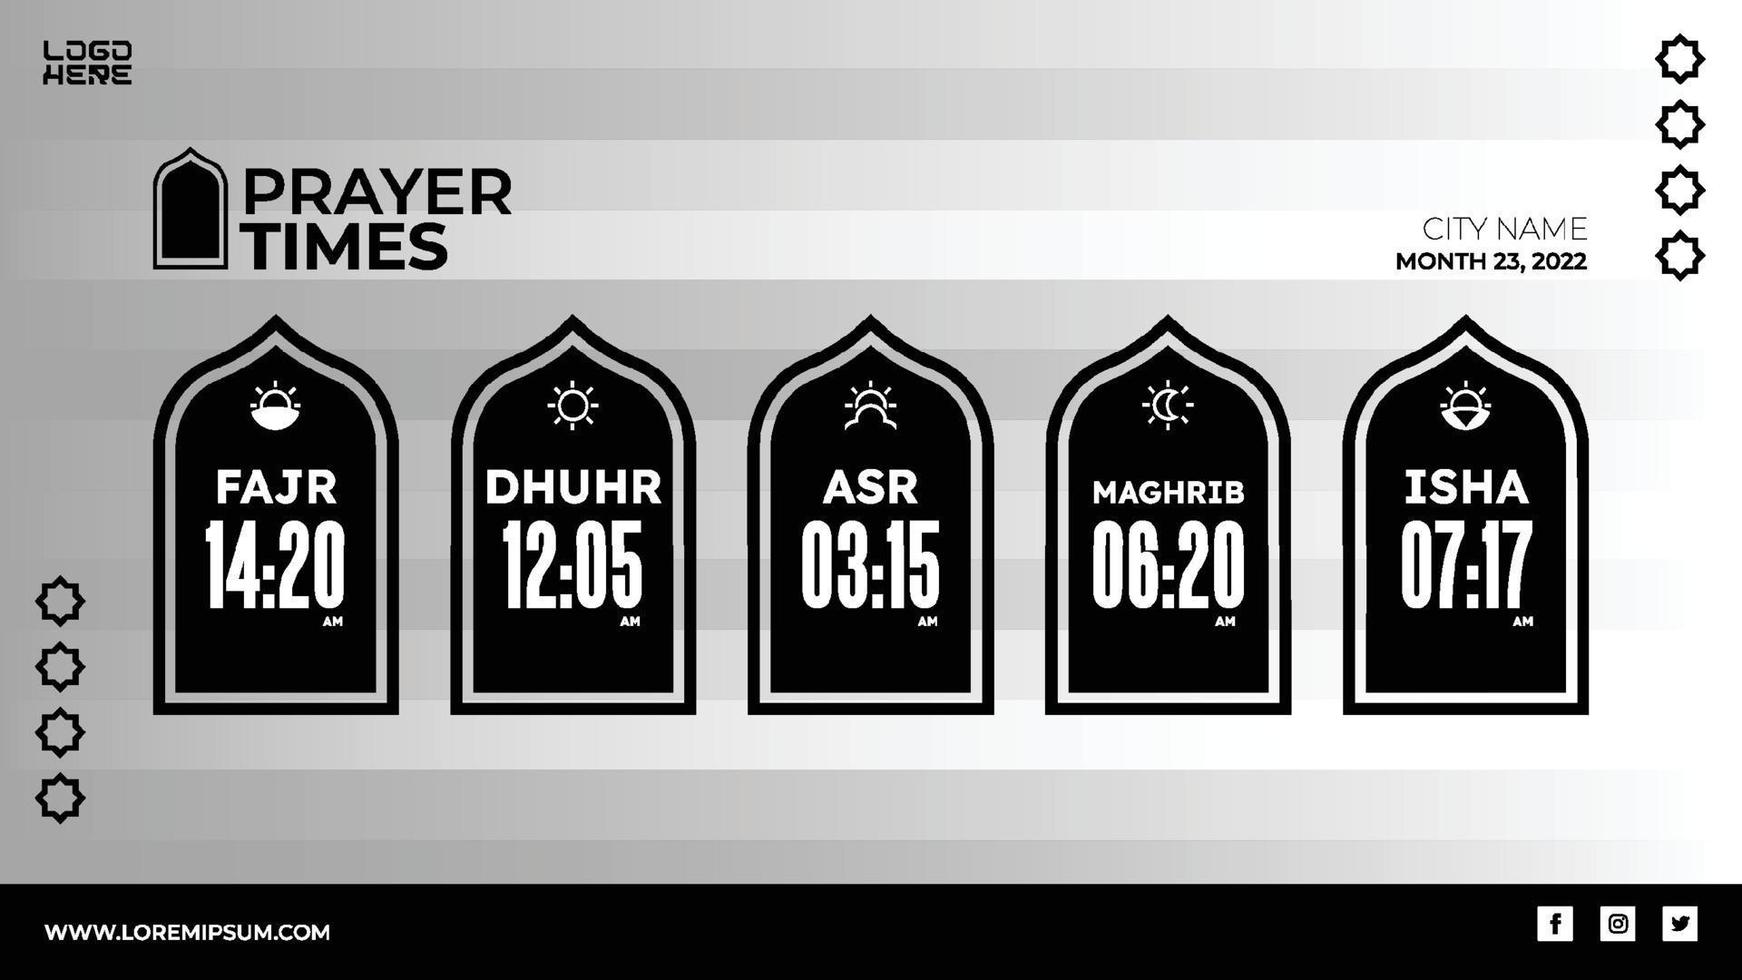 LOGO
HERE
PRAYER
TIMES
CITY NAME
MONTH 23, 2022
FAJR
14:20
AM
DHUHR
12:05
AM
ASR
03:15
AM
MAGHRIB
06:20
AM
ISHA
07:17
AM
WWW.LOREMIPSUM.COM